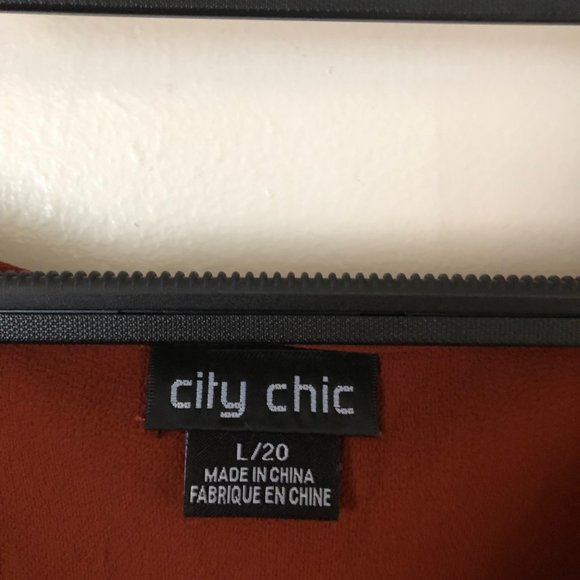 city chic
L/20
MADE IN CHINA
FABRIQUE EN CHINE